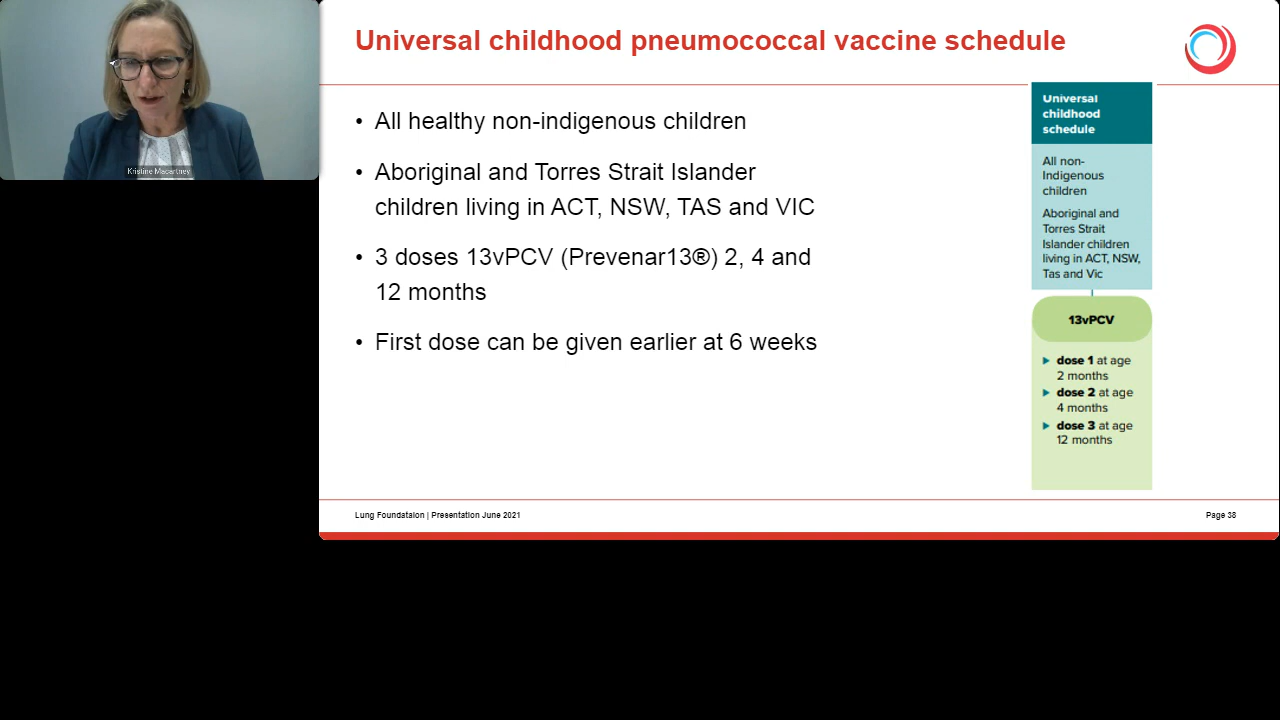 Kristine Macartney
Universal childhood pneumococcal vaccine schedule
• All healthy non-indigenous children
• Aboriginal and Torres Strait Islander
children living in ACT, NSW, TAS and VIC
• 3 doses 13vPCV (Prevenar13®) 2, 4 and
12 months
• First dose can be given earlier at 6 weeks
Universal
childhood
schedule
All non-
Indigenous
children
Aboriginal and
Torres Strait
Islander children
living in ACT, NSW,
Tas and Vic
13vPCV
dose 1 at age
2 months
dose 2 at age
4 months
dose 3 at age
12 months
Lung Foundataion | Presentation June 2021
Page 38